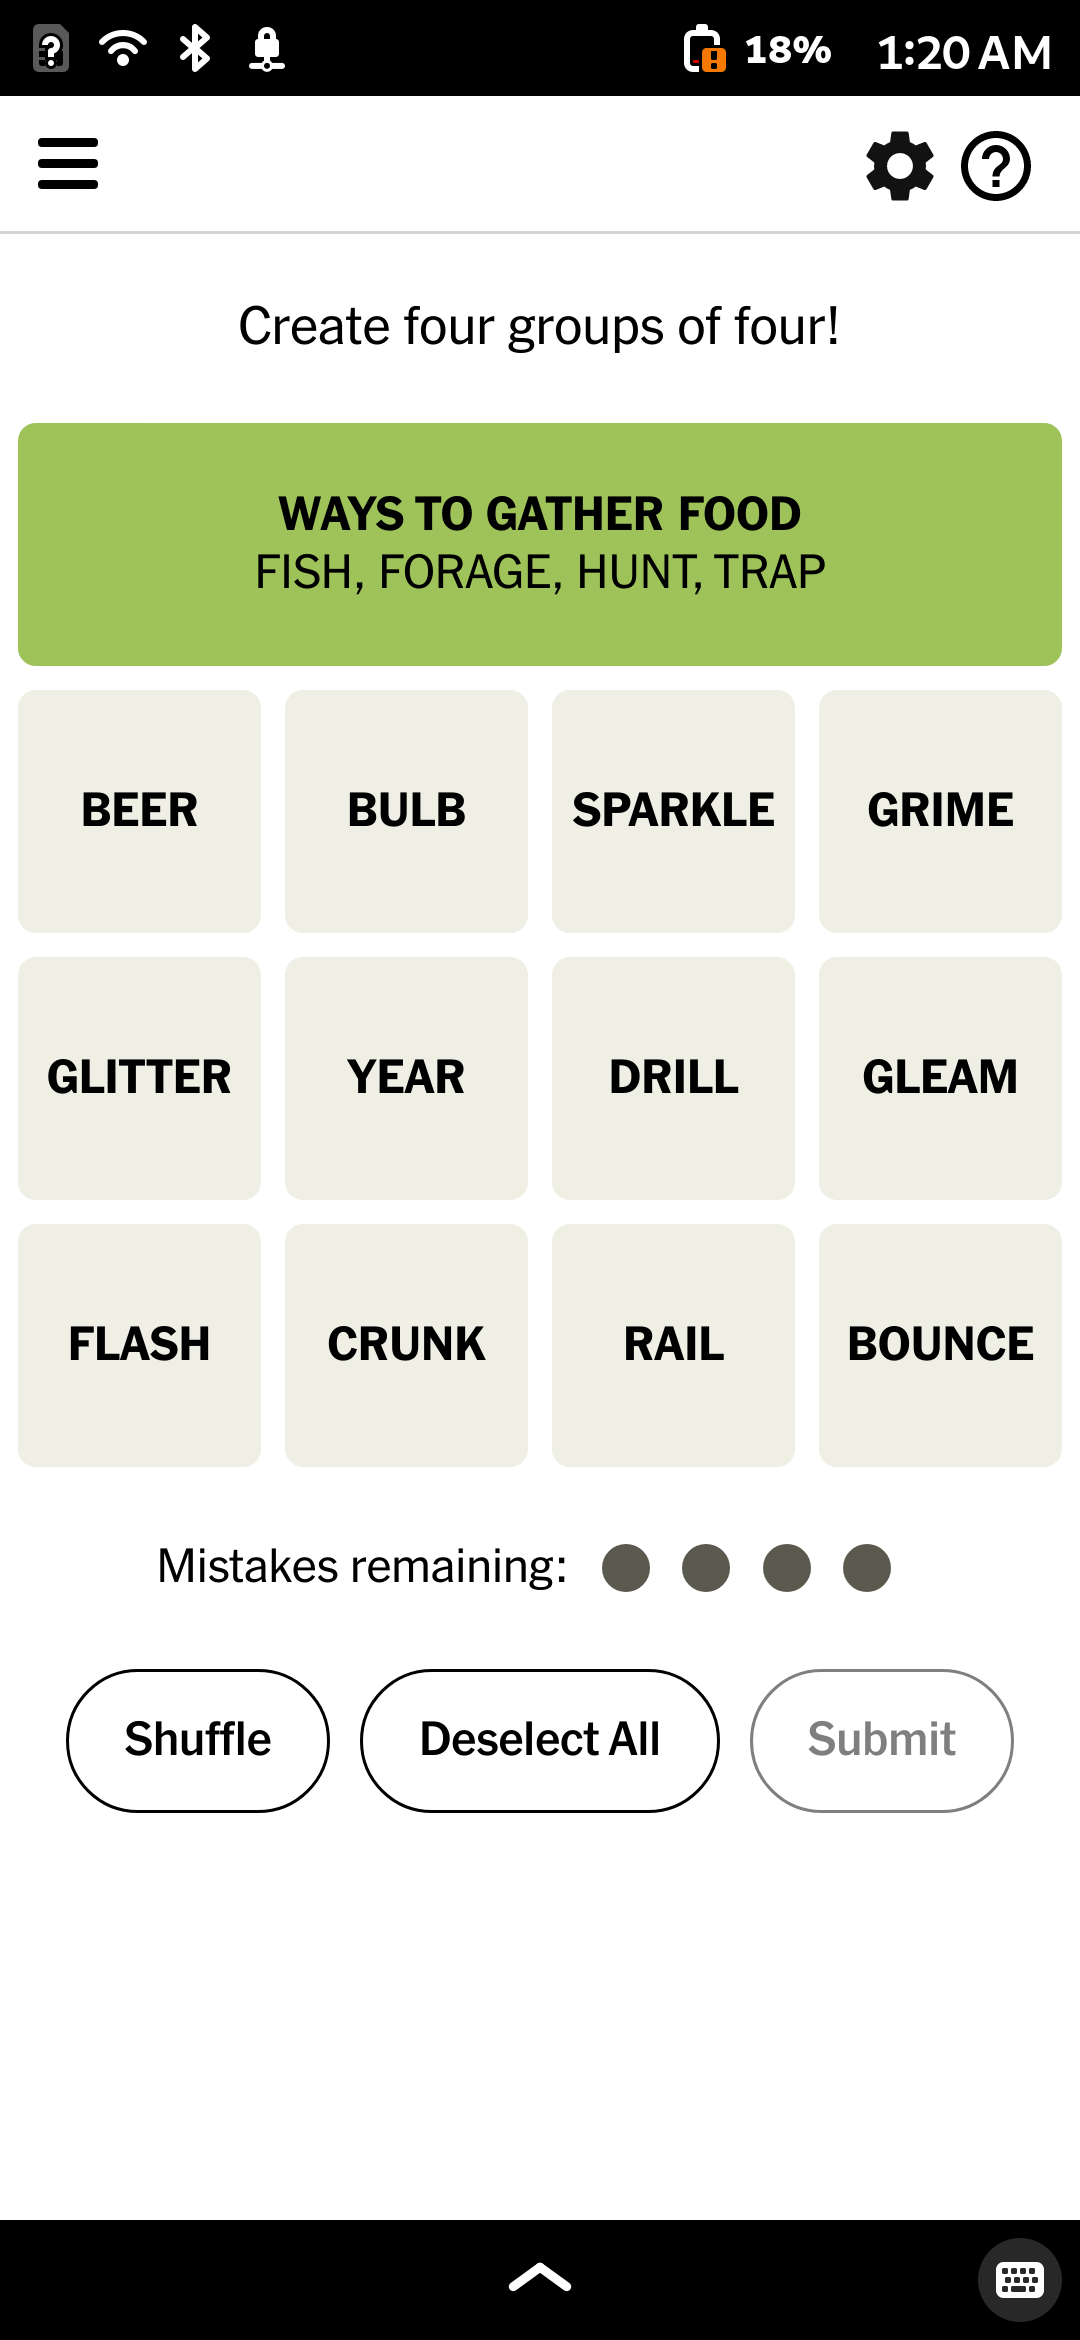 18% 1:20 AM
Create four groups of four!
WAYS TO GATHER FOOD
FISH, FORAGE, HUNT, TRAP
BEER BULB SPARKLE GRIME
GLITTER YEAR DRILL GLEAM
FLASH CRUNK RAIL BOUNCE
Mistakes remaining:
Shuffle Deselect All Submit